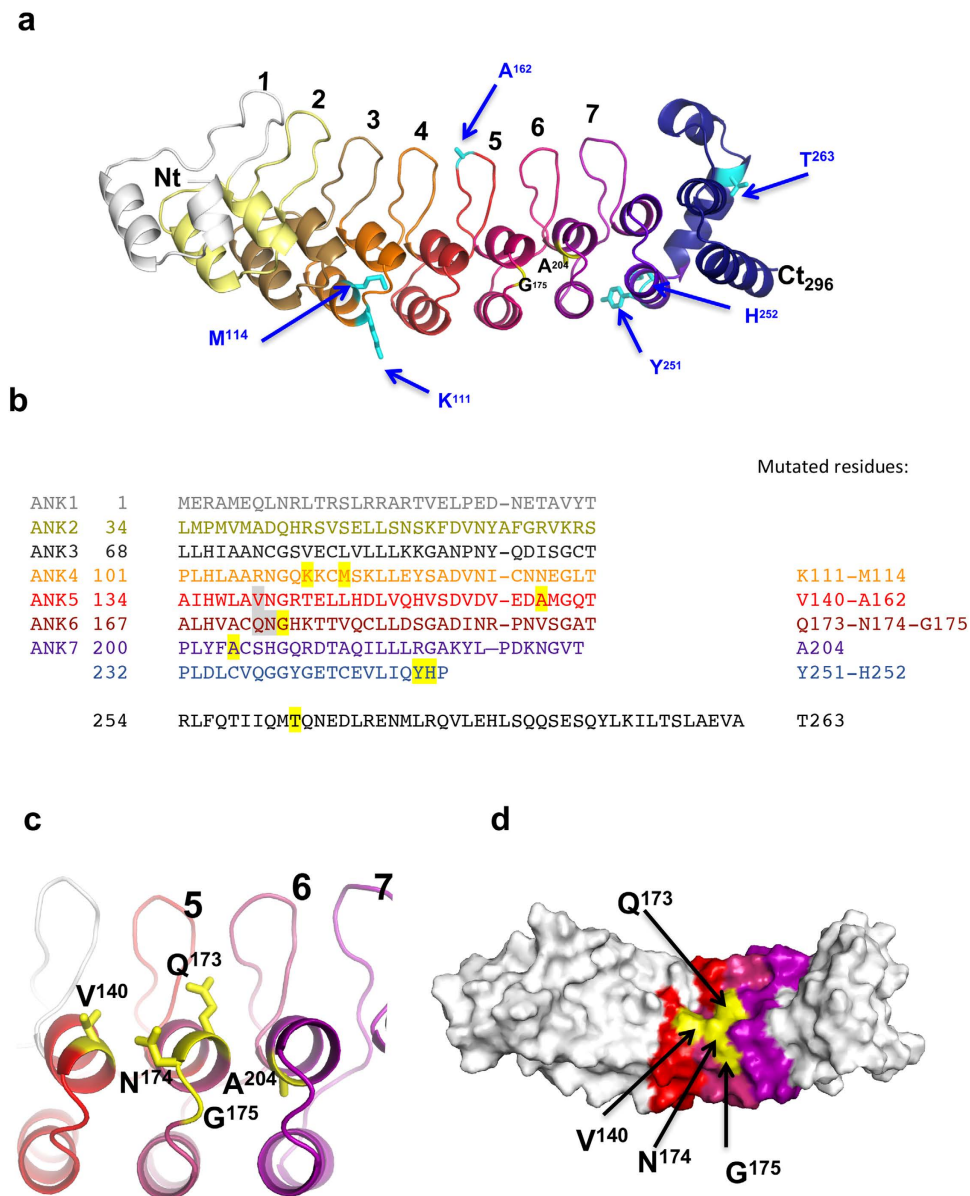 a
A162
1
2
3
4
5
6
7
Nt
T263
A204
G175
Ct296
M114
H252
Y251
K111
b
Mutated residues:
ANK1 1 MERAMEQLNRLTRSLRRARTVELPED-NETAVYT
ANK2 34 LMPMVMADQHRSVSELLSNSKFDVNYAFGRVKRS
ANK3 68 LLHIAANCGSVECLVLLLKKGANPNY-QDISGCT
ANK4 101 PLHLAARNGQKKCMSKLLEYSADVNI-CNNEGLT K111-M114
ANK5 134 AIHWLAVNGRTELLHDLVQHVSDVDV-EDAMGQT V140-A162
ANK6 167 ALHVACQNGHKTTVQCLLDSGADINRPNVSGAT Q173-N174-G175
ANK7 200 PLYFACSHGQRDTAQILLLRGAKYL–PDKNGVT A204
232 PLDLCVQGGYGETCEVLIQYHP Y251-H252
254 RLFQTIIQMTQNEDLRENMLRQVLEHLSQQSESQYLKILTSLAEVA T263
c
5
6
7
Q173
V140
N174
A204
G175
d
Q173
V140
N174
G175